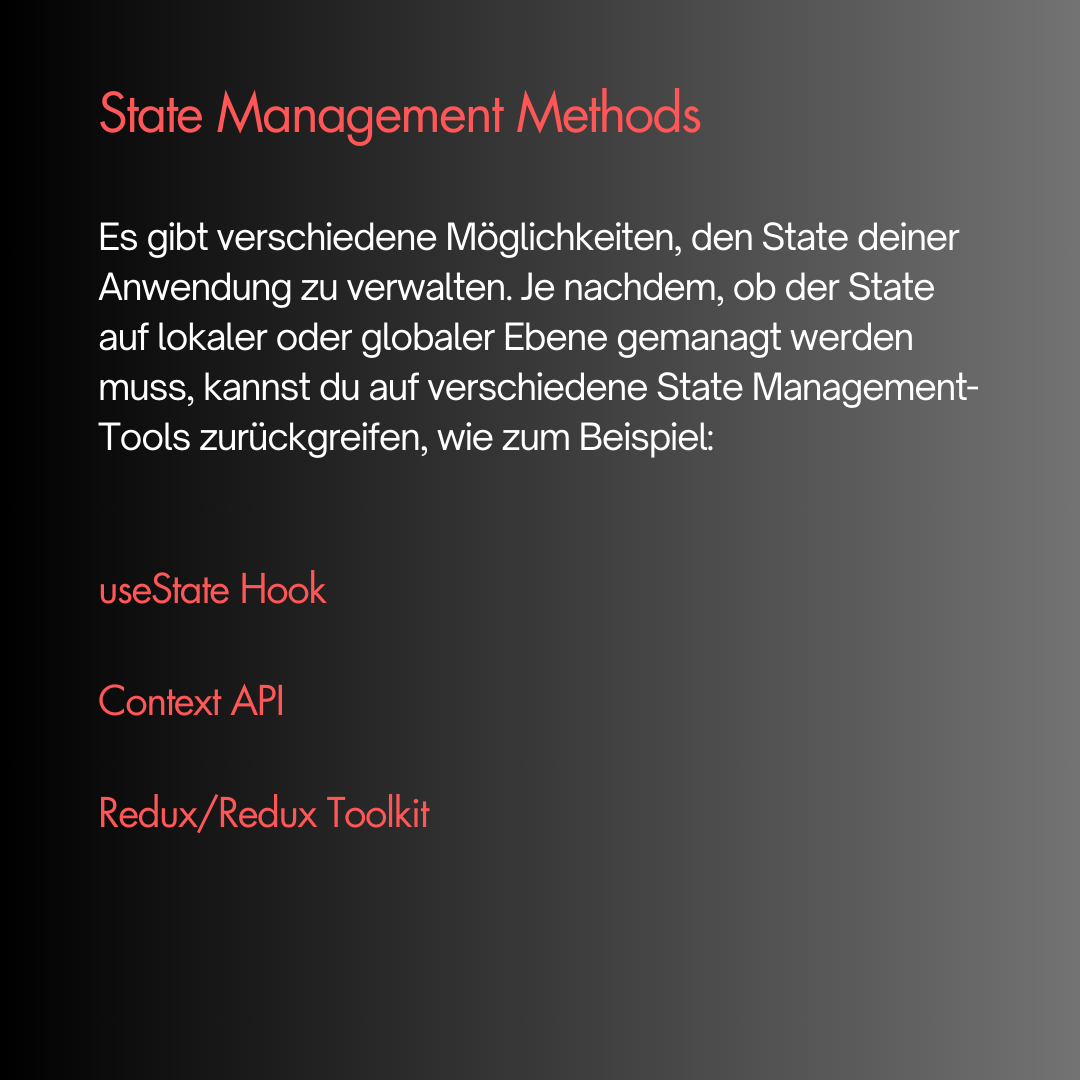 State Management Methods
Es gibt verschiedene Möglichkeiten, den State deiner
Anwendung zu verwalten. Je nachdem, ob der State
auf lokaler oder globaler Ebene gemanagt werden
muss, kannst du auf verschiedene State Management-
Tools zurückgreifen, wie zum Beispiel:
useState Hook
Context API
Redux/Redux Toolkit